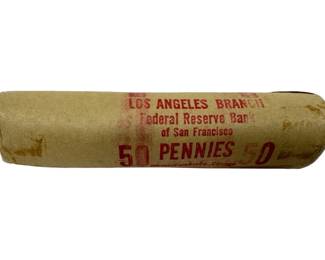 LOS ANGELES BRANCH
Federal Reserve Bank
of San Francisco
50 PENNIES 50